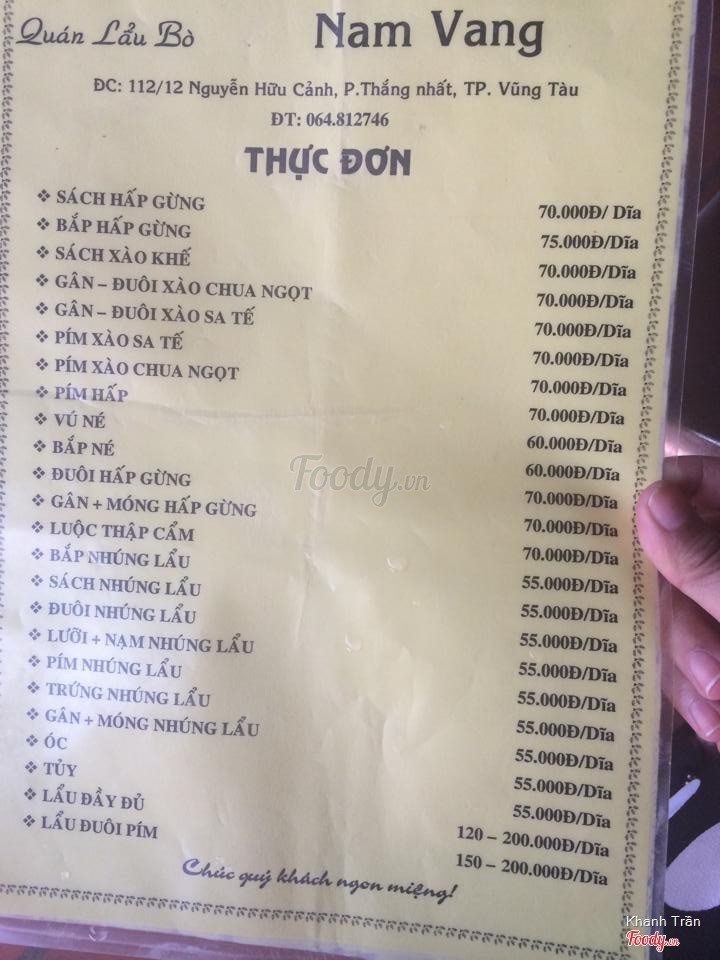 Quán Lẩu Bò Nam Vang
ĐC: 112/12 Nguyễn Hữu Cảnh, P.Thắng nhất, TP. Vũng Tàu
ĐT: 064.812746
THỰC ĐƠN
❖ SÁCH HẤP GỪNG 70.000Đ/ Dĩa
❖ BẮP HẤP GỪNG 75.000Đ/Dĩa
❖ SÁCH XÀO KHẾ 70.000Đ/Dĩa
❖ GÂN – ĐUÔI XÀO CHUA NGỌT 70.000Đ/Dĩa
❖ GÂN – ĐUÔI XÀO SA TẾ 70.000Đ/Dĩa
❖ PÍM XÀO SA TẾ 70.000Đ/Dĩa
❖ PÍM XÀO CHUA NGỌT 70.000Đ/Dĩa
❖ PÍM HẤP 70.000Đ/Dĩa
❖ VÚ NÉ 60.000Đ/Dĩa
❖ BẮP NÉ 60.000Đ/Dĩa
❖ ĐUÔI HẤP GỪNG 70.000Đ/Dĩa
❖ GÂN + MÓNG HẤP GỪNG 70.000Đ/Dĩa
❖ LUỘC THẬP CẨM 70.000Đ/Dĩa
❖ BẮP NHÚNG LẨU 55.000Đ/Dĩa
❖ SÁCH NHÚNG LẨU 55.000Đ/Dĩa
❖ ĐUÔI NHÚNG LẨU 55.000Đ/Dĩa
❖ LƯỠI + NẠM NHÚNG LẨU 55.000Đ/Dĩa
❖ PÍM NHÚNG LẨU 55.000Đ/Dĩa
❖ TRỨNG NHÚNG LẨU 55.000Đ/Dĩa
❖ GÂN + MÓNG NHÚNG LẨU 55.000Đ/Dĩa
❖ ÓC 55.000Đ/Dĩa
❖ TỦY 55.000Đ/Dĩa
❖ LẨU ĐẦY ĐỦ 120 – 200.000Đ/Dĩa
❖ LẨU ĐUÔI PÍM 150 – 200.000Đ/Dĩa
Chúc quý khách ngon miệng!
Foody.vn
Khanh Trần
Foody.vn